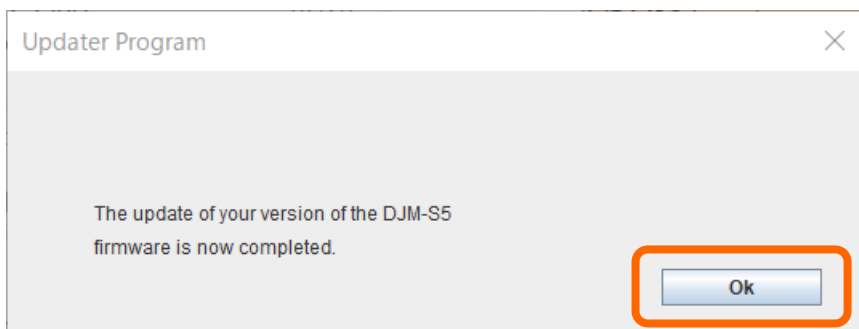 Updater Program
The update of your version of the DJM-S5
firmware is now completed.
Ok